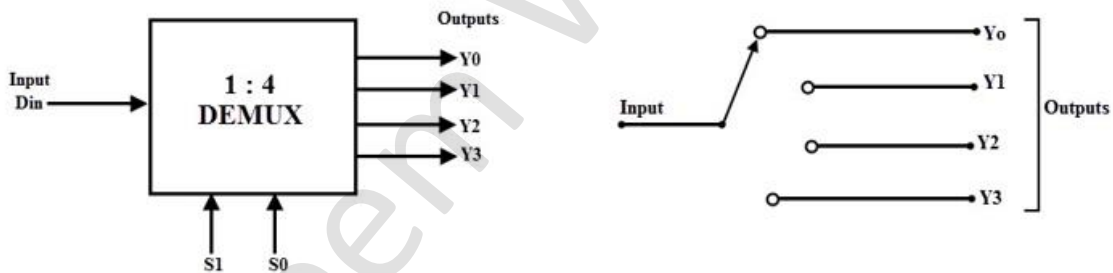 Outputs
Input
Din
1 : 4
DEMUX
Y0
Y1
Y2
Y3
S1
S0
Input
Yo
Y1
Y2
Y3
Outputs